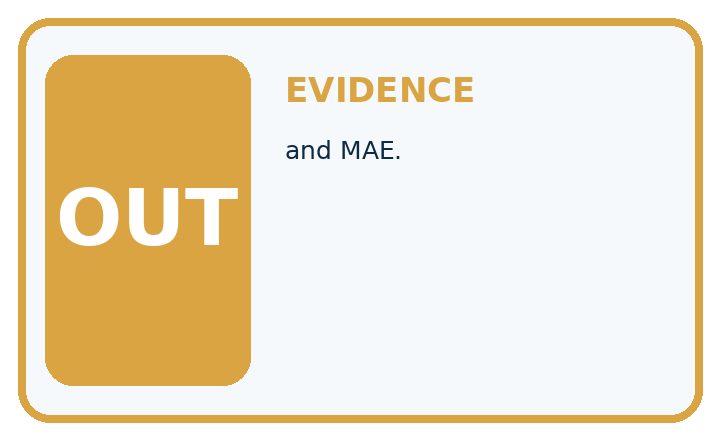 OUT
EVIDENCE
and MAE.